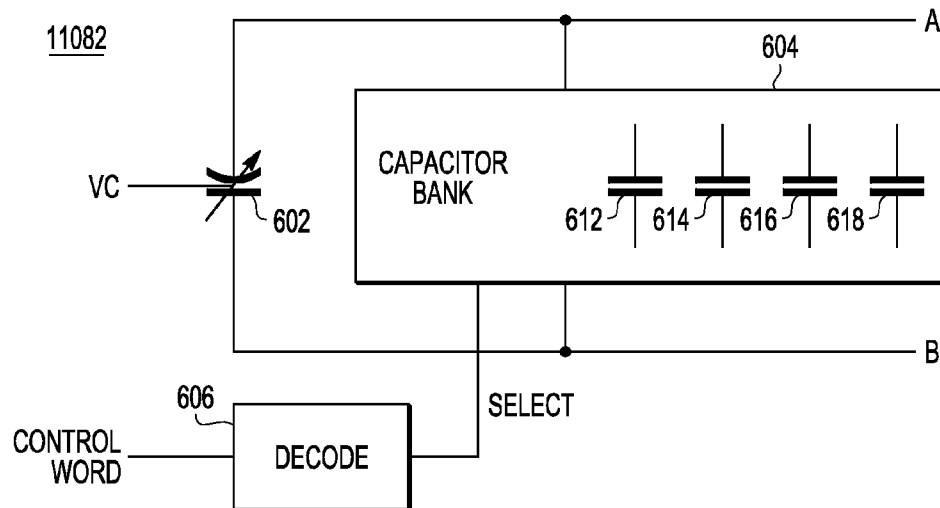 11082
A
604
CAPACITOR
BANK
VC
602
612
614
616
618
B
606
SELECT
CONTROL
WORD
DECODE